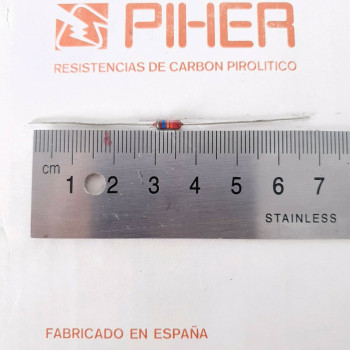 PIHER
RESISTENCIAS DE CARBON PIROLITICO
cm 1 2 3 4 5 6 7
STAINLESS
FABRICADO EN ESPAÑA